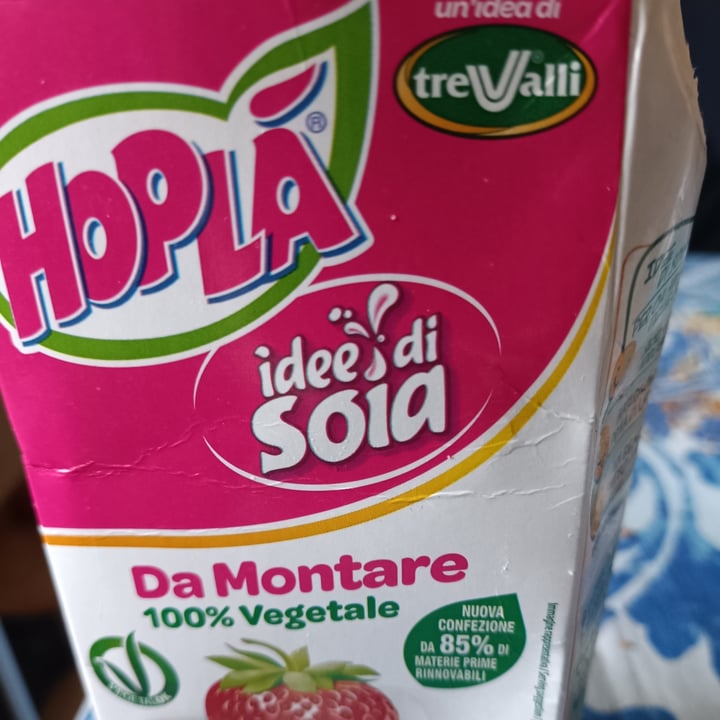 un'idea di
treValli
HOPLÀ®
idee di
soia
Da Montare
100% Vegetale
NUOVA
CONFEZIONE
DA 85% DI
MATERIE PRIME
RINNOVABILI